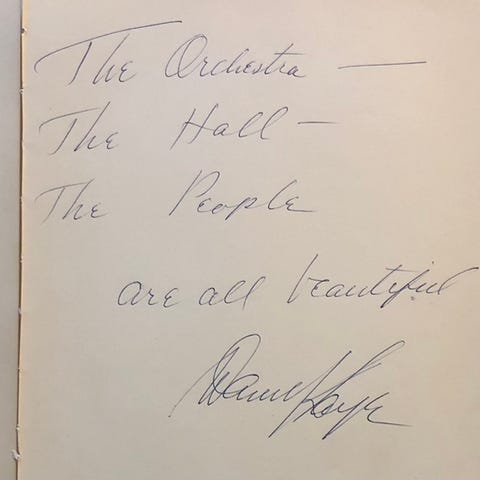 The Orchestra —
The Hall —
The People
are all beautiful
Danny Kaye